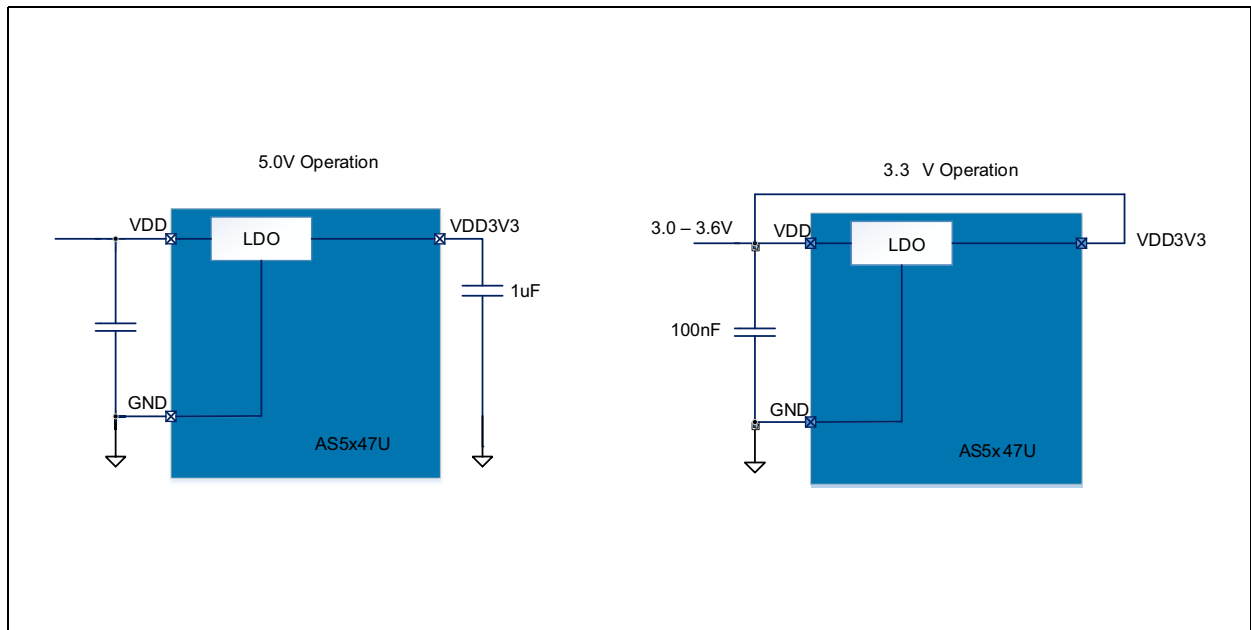 5.0V Operation
VDD
LDO
VDD3V3
1uF
GND
AS5x47U
3.3 V Operation
3.0 – 3.6V
VDD
LDO
VDD3V3
100nF
GND
AS5x47U